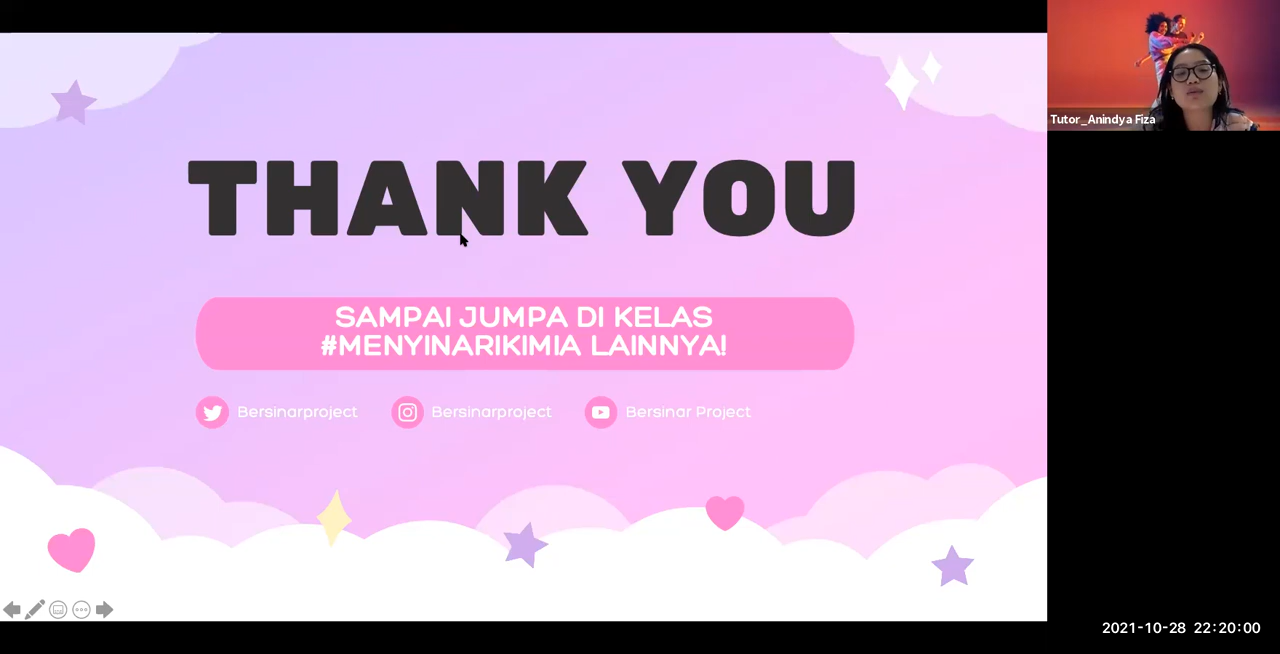 THANK YOU
SAMPAI JUMPA DI KELAS
#MENYINARIKIMIA LAINNYA!
Bersinarproject
Bersinarproject
Bersinar Project
Tutor_Anindya Fiza
2021-10-28 22:20:00